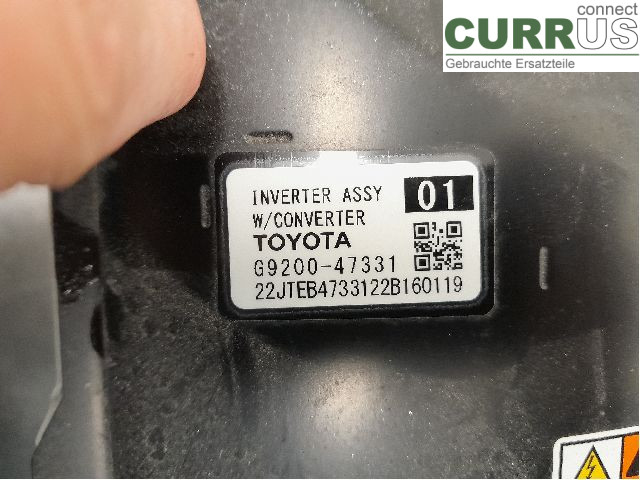 connect
CURRUS
Gebrauchte Ersatzteile
INVERTER ASSY 01
W/CONVERTER
TOYOTA
G9200-47331
22JTEB4733122B160119